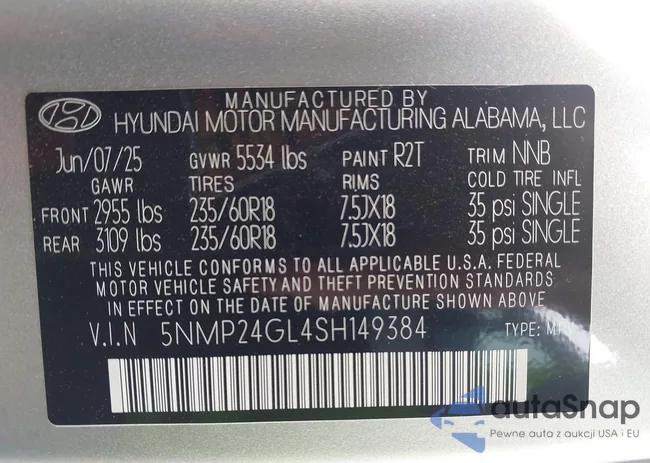 MANUFACTURED BY
HYUNDAI MOTOR MANUFACTURING ALABAMA, LLC
Jun/07/25 GVWR 5534 lbs PAINT R2T TRIM NNB
GAWR TIRES RIMS COLD TIRE INFL
FRONT 2955 lbs 235/60R18 7.5JX18 35 psi SINGLE
REAR 3109 lbs 235/60R18 7.5JX18 35 psi SINGLE
THIS VEHICLE CONFORMS TO ALL APPLICABLE U.S.A. FEDERAL
MOTOR VEHICLE SAFETY AND THEFT PREVENTION STANDARDS
IN EFFECT ON THE DATE OF MANUFACTURE SHOWN ABOVE.
V.I.N 5NMP24GL4SH149384 TYPE:
autaSnap
Pewne auta z aukcji USA i EU